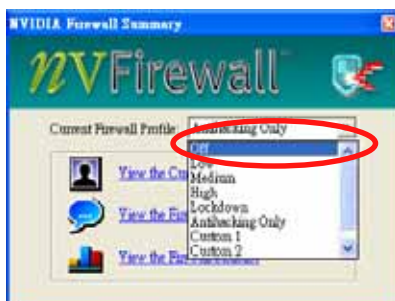 NVIDIA Firewall Summary
NVFirewall
Current Firewall Profile: Antihacking Only
Off
Low
Medium
High
Lockdown
Antihacking Only
Custom 1
Custom 2
View the
View the
View the